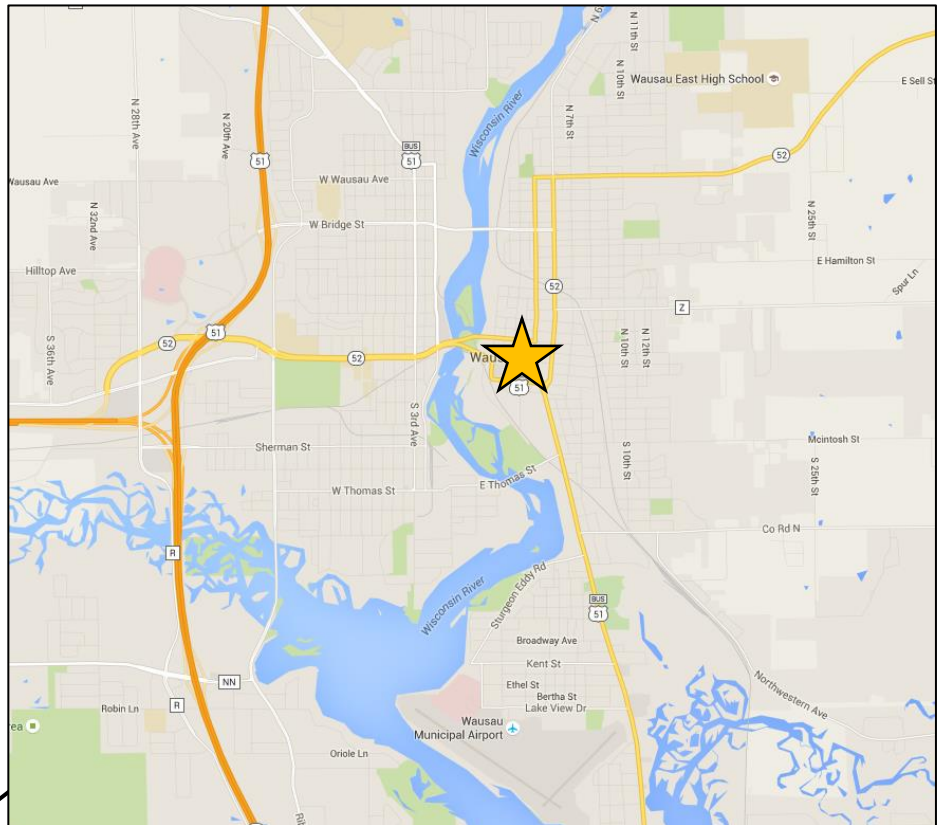 N 6
N 11th St
N 10th St
Wausau East High School
E Sell St
N 28th Ave
N 20th Ave
Wisconsin River
N 7th St
51
BUS
51
52
Wausau Ave
W Wausau Ave
N 32nd Ave
W Bridge St
N 25th St
E Hamilton St
Hilltop Ave
Spur Ln
52
Z
51
52
52
S 36th Ave
N 10th St
N 12th St
51
S 3rd Ave
Sherman St
S 10th St
Mcintosh St
S 25th St
E Thomas St
W Thomas St
Co Rd N
R
Wisconsin River
Sturgeon Eddy Rd
BUS
51
Broadway Ave
Kent St
NN
Ethel St
Bertha St
Lake View Dr
Northwestern Ave
Robin Ln
R
Wausau
Municipal Airport
Oriole Ln